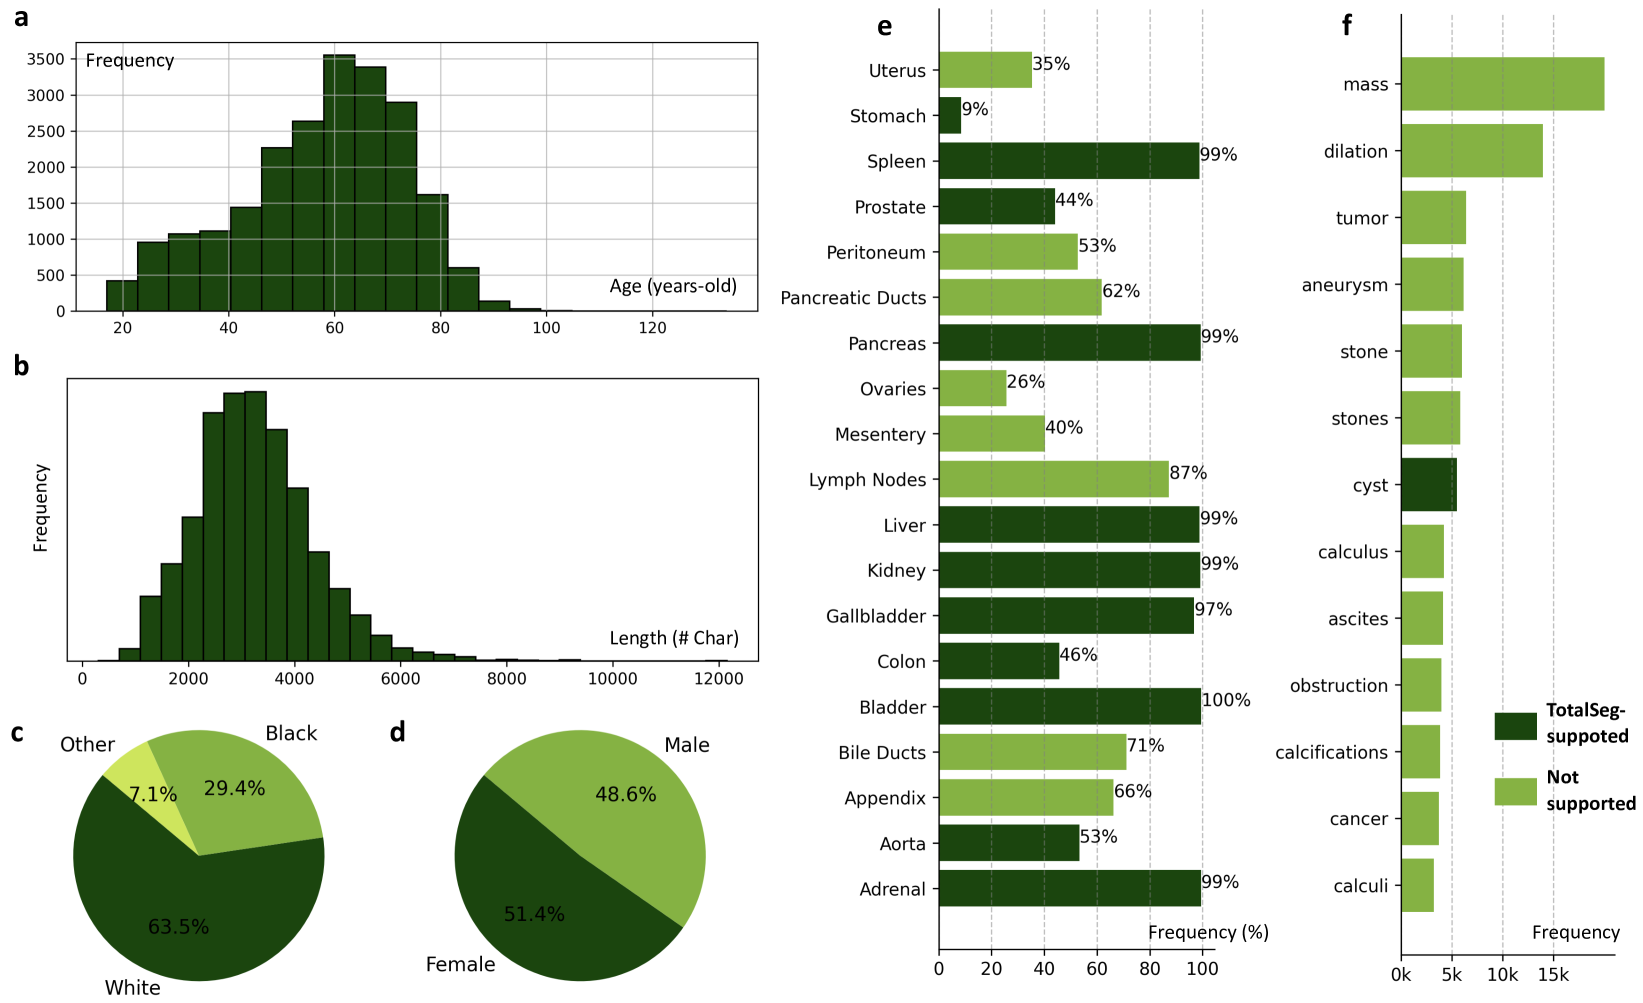 a
Frequency
3500
3000
2500
2000
1500
1000
500
0
Age (years-old)
20 40 60 80 100 120
b
Frequency
Length (# Char)
0 2000 4000 6000 8000 10000 12000
c
Other
Black
7.1%
29.4%
63.5%
White
d
Male
48.6%
51.4%
Female
e
Uterus 35%
Stomach 9%
Spleen 99%
Prostate 44%
Peritoneum 53%
Pancreatic Ducts 62%
Pancreas 99%
Ovaries 26%
Mesentery 40%
Lymph Nodes 87%
Liver 99%
Kidney 99%
Gallbladder 97%
Colon 46%
Bladder 100%
Bile Ducts 71%
Appendix 66%
Aorta 53%
Adrenal 99%
Frequency (%)
0 20 40 60 80 100
f
mass
dilation
tumor
aneurysm
stone
stones
cyst
calculus
ascites
obstruction
calcifications
cancer
calculi
TotalSeg-
suppoted
Not
supported
Frequency
0k 5k 10k 15k